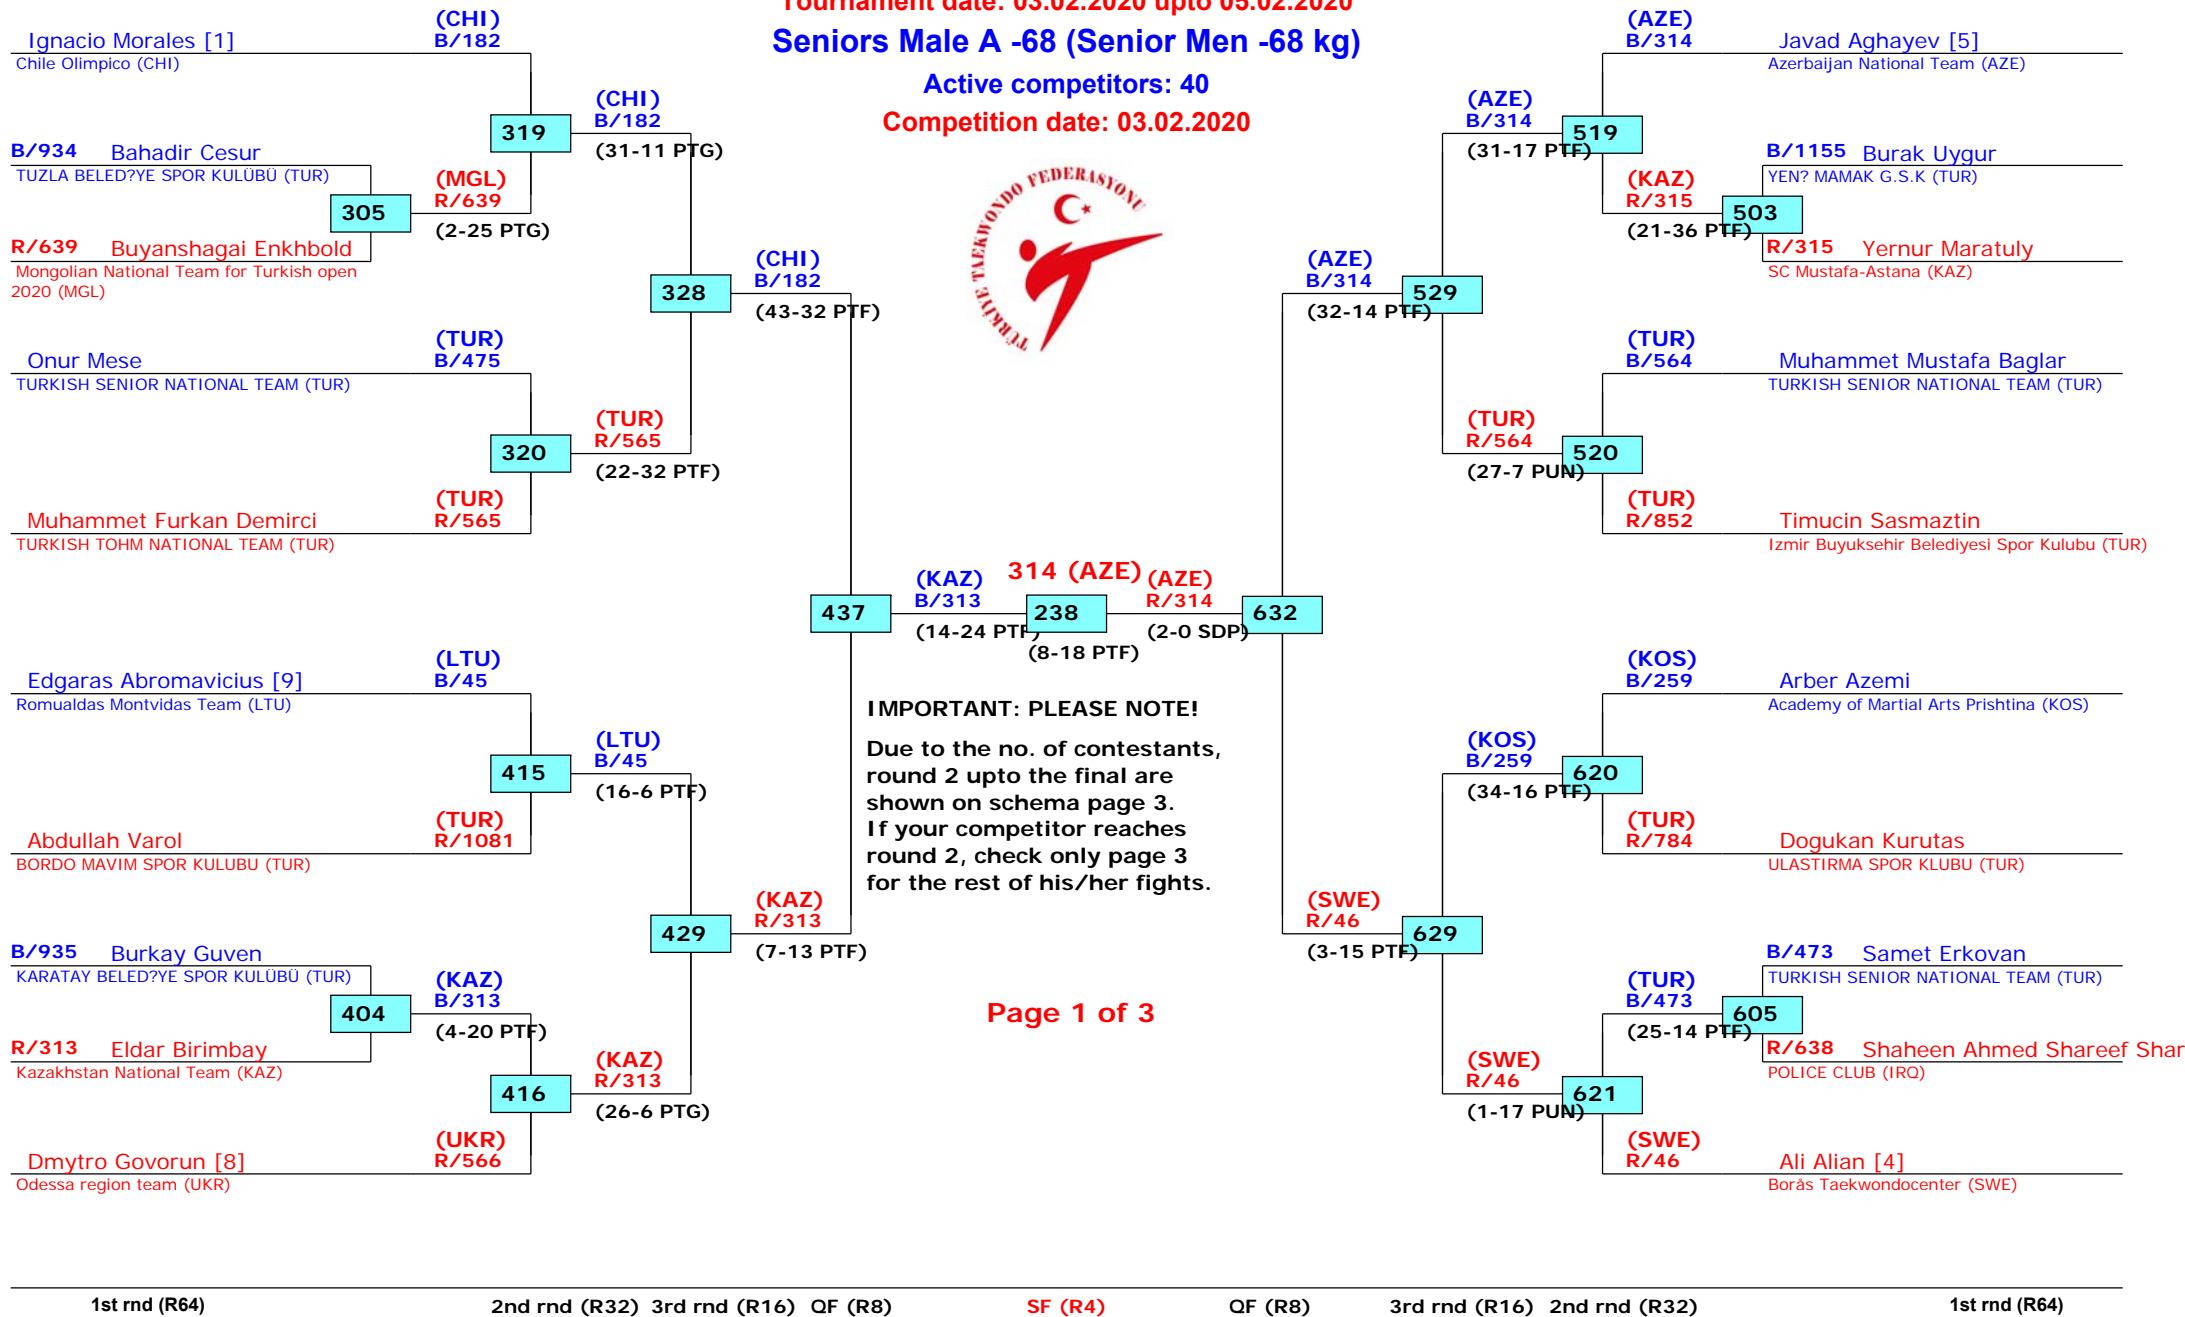 Tournament date: 03.02.2020 upto 05.02.2020
Seniors Male A -68 (Senior Men -68 kg)
Active competitors: 40
Competition date: 03.02.2020
TÜRKİYE TAEKWONDO FEDERASYONU
Ignacio Morales [1]
Chile Olimpico (CHI)
(CHI)
B/182
319
(CHI)
B/182
(31-11 PTG)
B/934 Bahadir Cesur
TUZLA BELED?YE SPOR KULÜBÜ (TUR)
305
(MGL)
R/639
(2-25 PTG)
R/639 Buyanshagai Enkhbold
Mongolian National Team for Turkish open
2020 (MGL)
328
(CHI)
B/182
(43-32 PTF)
Onur Mese
TURKISH SENIOR NATIONAL TEAM (TUR)
(TUR)
B/475
320
(TUR)
R/565
(22-32 PTF)
Muhammet Furkan Demirci
TURKISH TOHM NATIONAL TEAM (TUR)
(TUR)
R/565
437
(KAZ)
B/313
(14-24 PTF)
314 (AZE)
238
(8-18 PTF)
(AZE)
R/314
(2-0 SDP)
632
Edgaras Abromavicius [9]
Romualdas Montvidas Team (LTU)
(LTU)
B/45
415
(LTU)
B/45
(16-6 PTF)
Abdullah Varol
BORDO MAVIM SPOR KULUBU (TUR)
(TUR)
R/1081
429
(KAZ)
R/313
(7-13 PTF)
B/935 Burkay Guven
KARATAY BELED?YE SPOR KULÜBÜ (TUR)
404
(KAZ)
B/313
(4-20 PTF)
R/313 Eldar Birimbay
Kazakhstan National Team (KAZ)
416
(KAZ)
R/313
(26-6 PTG)
Dmytro Govorun [8]
Odessa region team (UKR)
(UKR)
R/566
IMPORTANT: PLEASE NOTE!
Due to the no. of contestants,
round 2 upto the final are
shown on schema page 3.
If your competitor reaches
round 2, check only page 3
for the rest of his/her fights.
Page 1 of 3
(AZE)
B/314
Javad Aghayev [5]
Azerbaijan National Team (AZE)
(AZE)
B/314
(31-17 PTF)
519
B/1155 Burak Uygur
YEN? MAMAK G.S.K (TUR)
(KAZ)
R/315
(21-36 PTF)
503
R/315 Yernur Maratuly
SC Mustafa-Astana (KAZ)
(AZE)
B/314
(32-14 PTF)
529
(TUR)
B/564
Muhammet Mustafa Baglar
TURKISH SENIOR NATIONAL TEAM (TUR)
(TUR)
R/564
(27-7 PUN)
520
(TUR)
R/852
Timucin Sasmaztin
Izmir Buyuksehir Belediyesi Spor Kulubu (TUR)
(KOS)
B/259
Arber Azemi
Academy of Martial Arts Prishtina (KOS)
(KOS)
B/259
(34-16 PTF)
620
(TUR)
R/784
Dogukan Kurutas
ULASTIRMA SPOR KLUBU (TUR)
(SWE)
R/46
(3-15 PTF)
629
B/473 Samet Erkovan
TURKISH SENIOR NATIONAL TEAM (TUR)
(TUR)
B/473
(25-14 PTF)
605
R/638 Shaheen Ahmed Shareef Shar
POLICE CLUB (IRQ)
(SWE)
R/46
(1-17 PUN)
621
(SWE)
R/46
Ali Alian [4]
Borås Taekwondocenter (SWE)
1st rnd (R64) 2nd rnd (R32) 3rd rnd (R16) QF (R8) SF (R4) QF (R8) 3rd rnd (R16) 2nd rnd (R32) 1st rnd (R64)